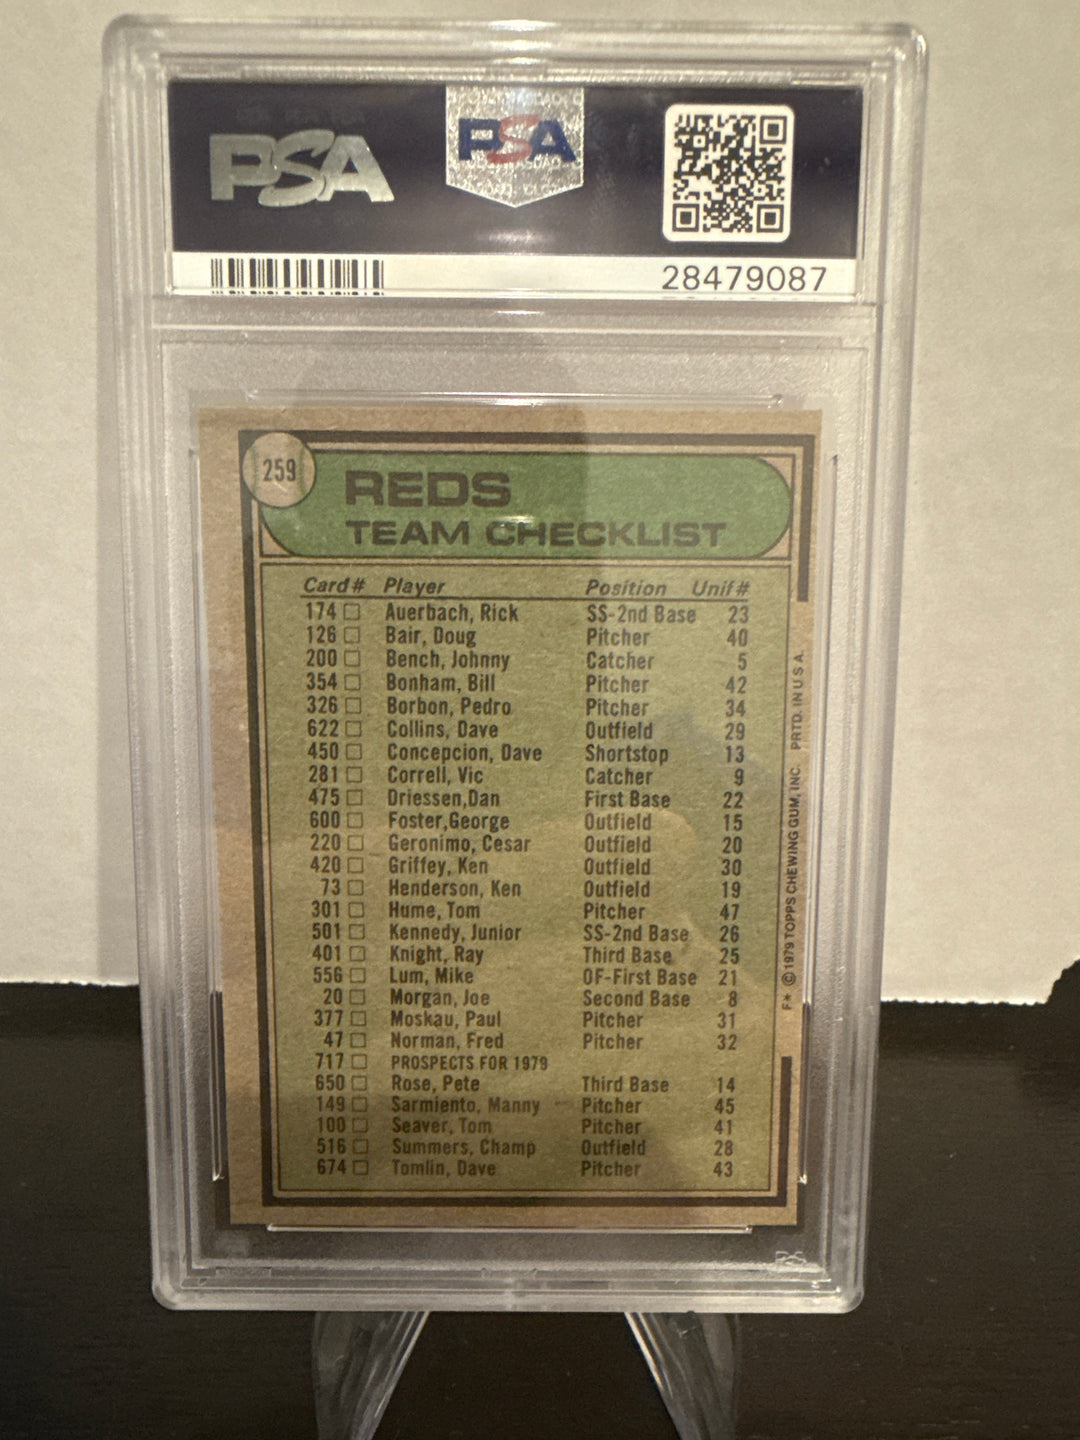 PSA
PSA
28479087
259
REDS
TEAM CHECKLIST
Card# Player Position Unif#
174 Auerbach, Rick SS-2nd Base 23
126 Bair, Doug Pitcher 40
200 Bench, Johnny Catcher 5
354 Bonham, Bill Pitcher 42
326 Borbon, Pedro Pitcher 34
622 Collins, Dave Outfield 29
450 Concepcion, Dave Shortstop 13
281 Correll, Vic Catcher 9
475 Driessen,Dan First Base 22
600 Foster,George Outfield 15
220 Geronimo, Cesar Outfield 20
420 Griffey, Ken Outfield 30
73 Henderson, Ken Outfield 19
301 Hume, Tom Pitcher 47
501 Kennedy, Junior SS-2nd Base 26
401 Knight, Ray Third Base 25
556 Lum, Mike OF-First Base 21
20 Morgan, Joe Second Base 8
377 Moskau, Paul Pitcher 31
47 Norman, Fred Pitcher 32
717 PROSPECTS FOR 1979
650 Rose, Pete Third Base 14
149 Sarmiento, Manny Pitcher 45
100 Seaver, Tom Pitcher 41
516 Summers, Champ Outfield 28
674 Tomlin, Dave Pitcher 43
F* ©1979 TOPPS CHEWING GUM, INC. PRTD. IN U S A.